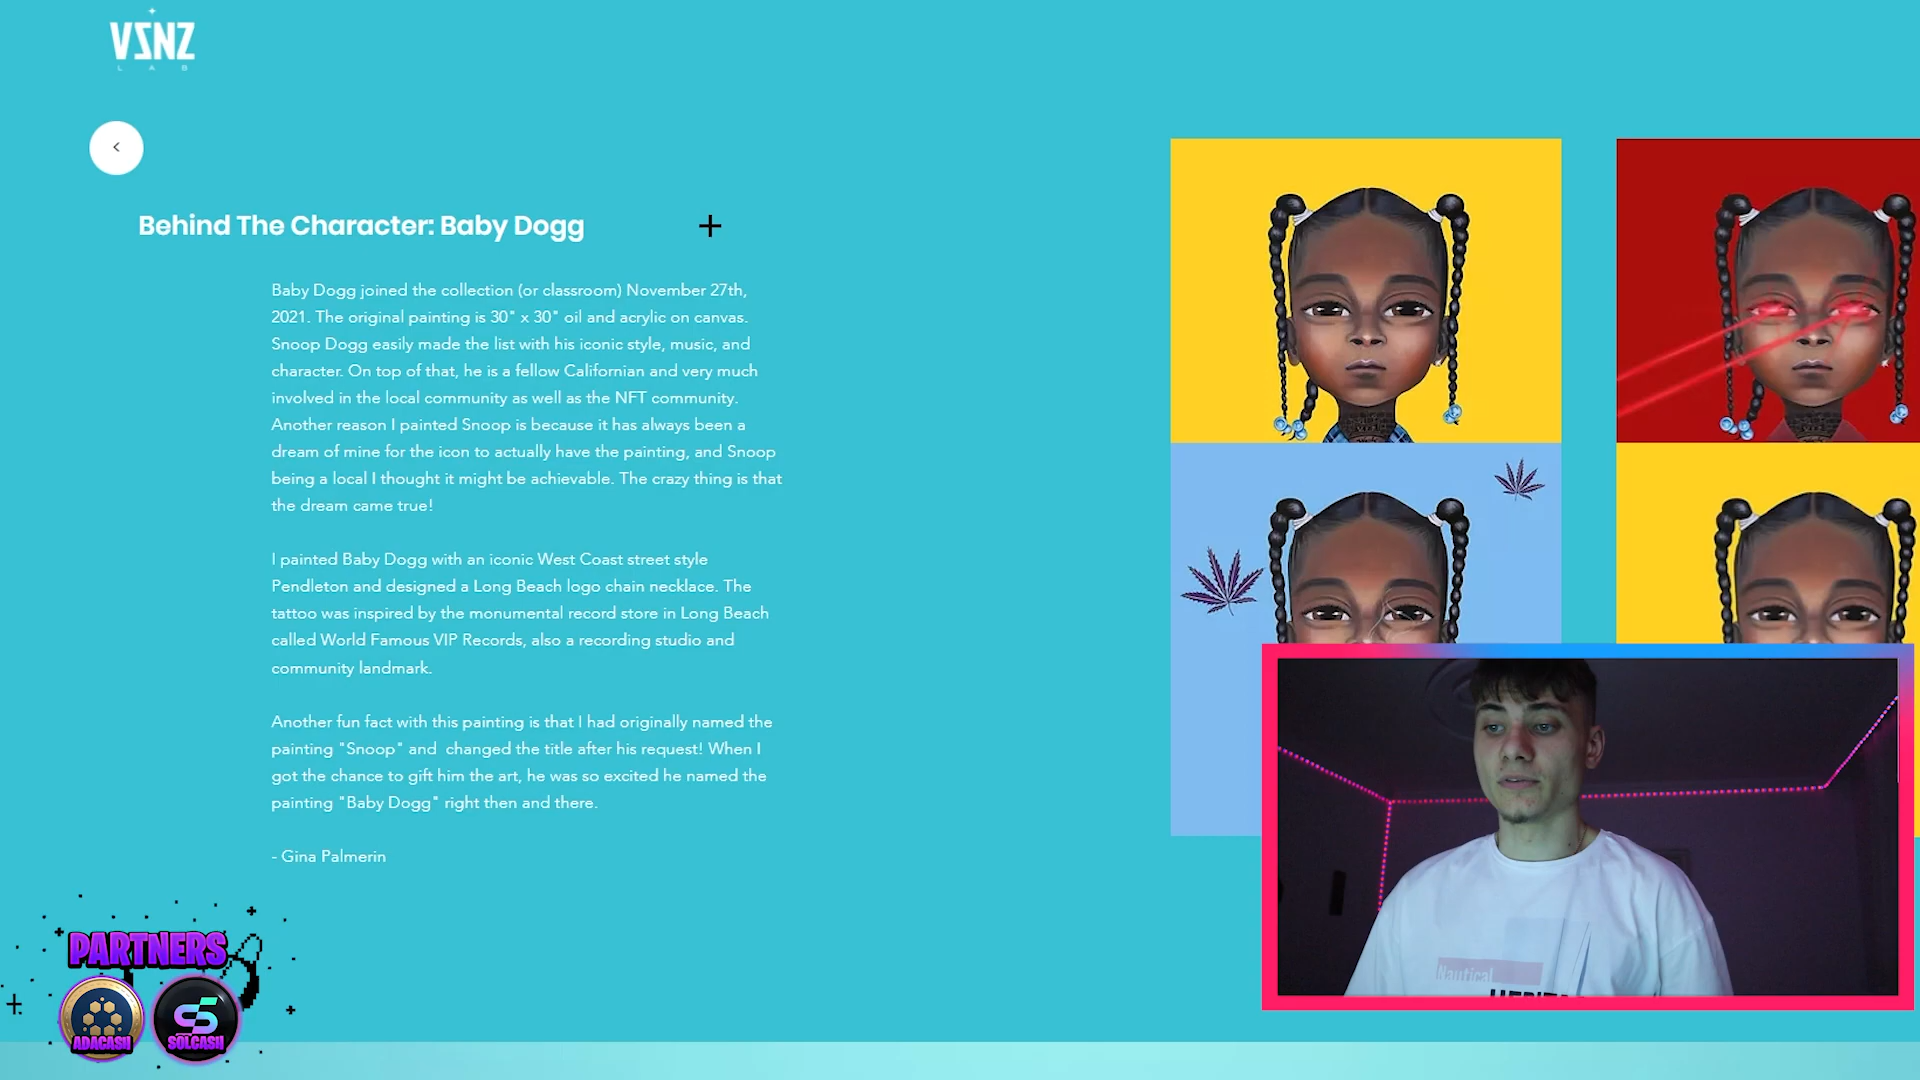 VSNZ
LAB
Behind The Character: Baby Dogg
Baby Dogg joined the collection (or classroom) November 27th,
2021. The original painting is 30" x 30" oil and acrylic on canvas.
Snoop Dogg easily made the list with his iconic style, music, and
character. On top of that, he is a fellow Californian and very much
involved in the local community as well as the NFT community.
Another reason I painted Snoop is because it has always been a
dream of mine for the icon to actually have the painting, and Snoop
being a local I thought it might be achievable. The crazy thing is that
the dream came true!
I painted Baby Dogg with an iconic West Coast street style
Pendleton and designed a Long Beach logo chain necklace. The
tattoo was inspired by the monumental record store in Long Beach
called World Famous VIP Records, also a recording studio and
community landmark.
Another fun fact with this painting is that I had originally named the
painting "Snoop" and  changed the title after his request! When I
got the chance to gift him the art, he was so excited he named the
painting "Baby Dogg" right then and there.
- Gina Palmerin
PARTNERS
ADACASH
SOLCASH
Nautical